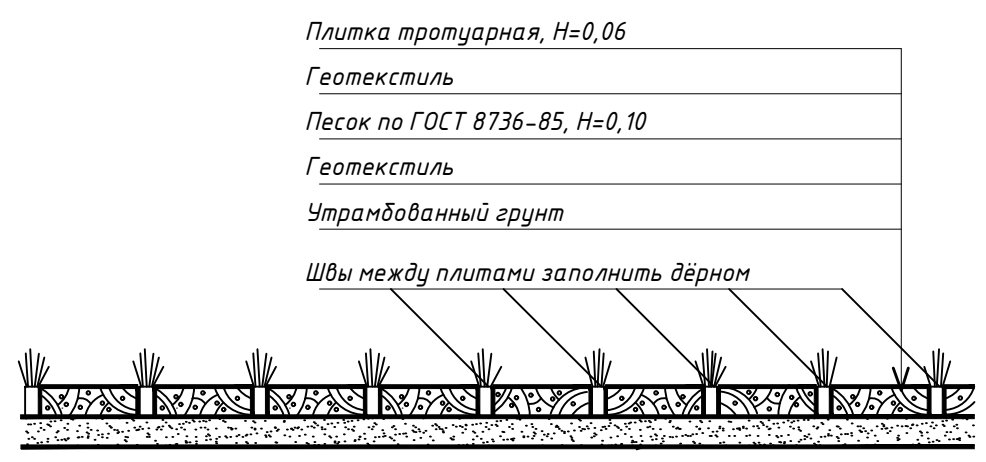 Плитка тротуарная, H=0,06
Геотекстиль
Песок по ГОСТ 8736-85, H=0,10
Геотекстиль
Утрамбованный грунт
Швы между плитами заполнить дёрном